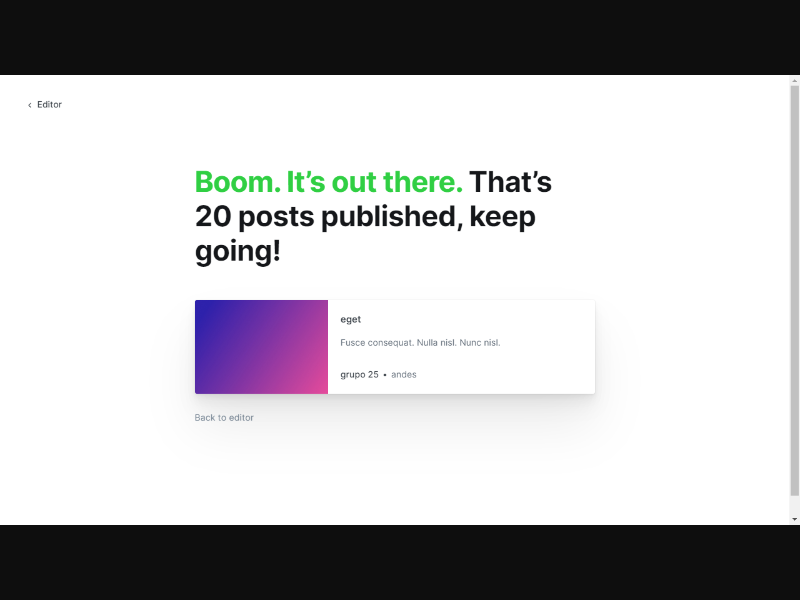 ‹ Editor
Boom. It’s out there. That’s
20 posts published, keep
going!
eget
Fusce consequat. Nulla nisl. Nunc nisl.
grupo 25 • andes
Back to editor